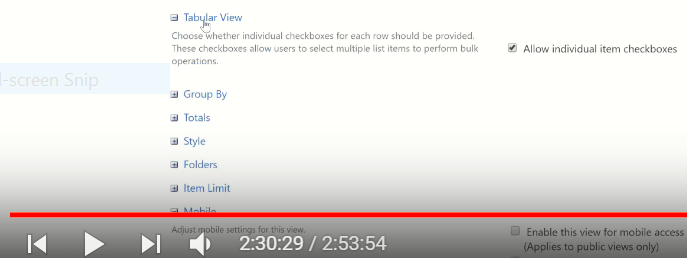 Tabular View
Choose whether individual checkboxes for each row should be provided.
These checkboxes allow users to select multiple list items to perform bulk
operations.
Allow individual item checkboxes
-screen Snip
Group By
Totals
Style
Folders
Item Limit
Mobile
Adjust mobile settings for this view.
Enable this view for mobile access
(Applies to public views only)
2:30:29 / 2:53:54